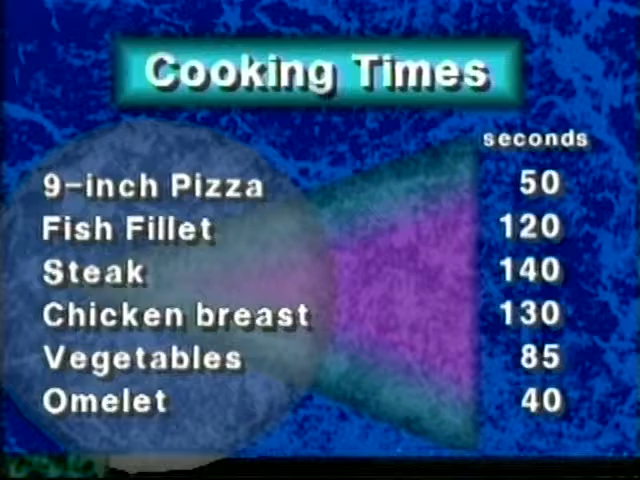 Cooking Times
seconds
9-inch Pizza 50
Fish Fillet 120
Steak 140
Chicken breast 130
Vegetables 85
Omelet 40